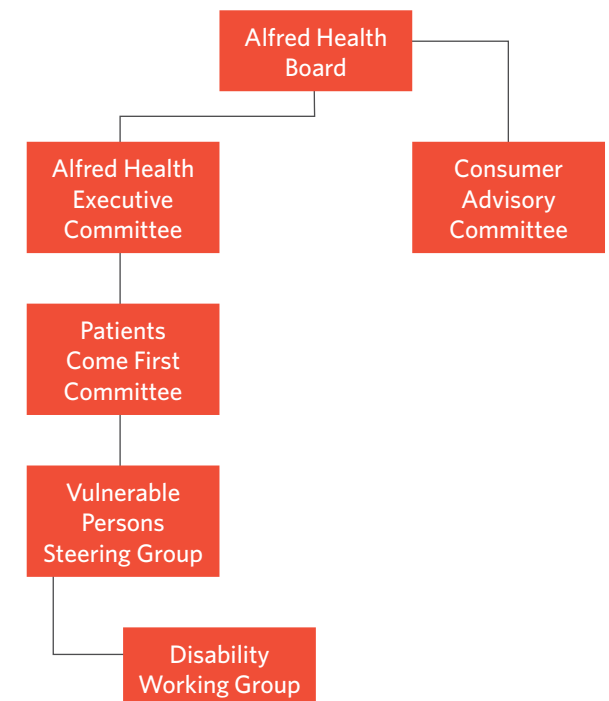 Alfred Health
Board
Alfred Health
Executive
Committee
Consumer
Advisory
Committee
Patients
Come First
Committee
Vulnerable
Persons
Steering Group
Disability
Working Group